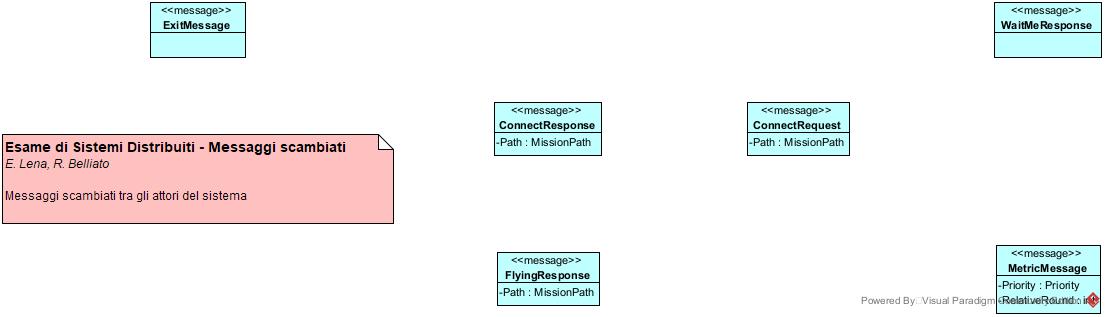 <<message>>
ExitMessage
<<message>>
WaitMeResponse
<<message>>
ConnectResponse
-Path : MissionPath
<<message>>
ConnectRequest
-Path : MissionPath
Esame di Sistemi Distribuiti - Messaggi scambiati
E. Lena, R. Belliato
Messaggi scambiati tra gli attori del sistema
<<message>>
FlyingResponse
-Path : MissionPath
<<message>>
MetricMessage
-Priority : Priority
-RelativeRound : int
Powered By Visual Paradigm Community Edition